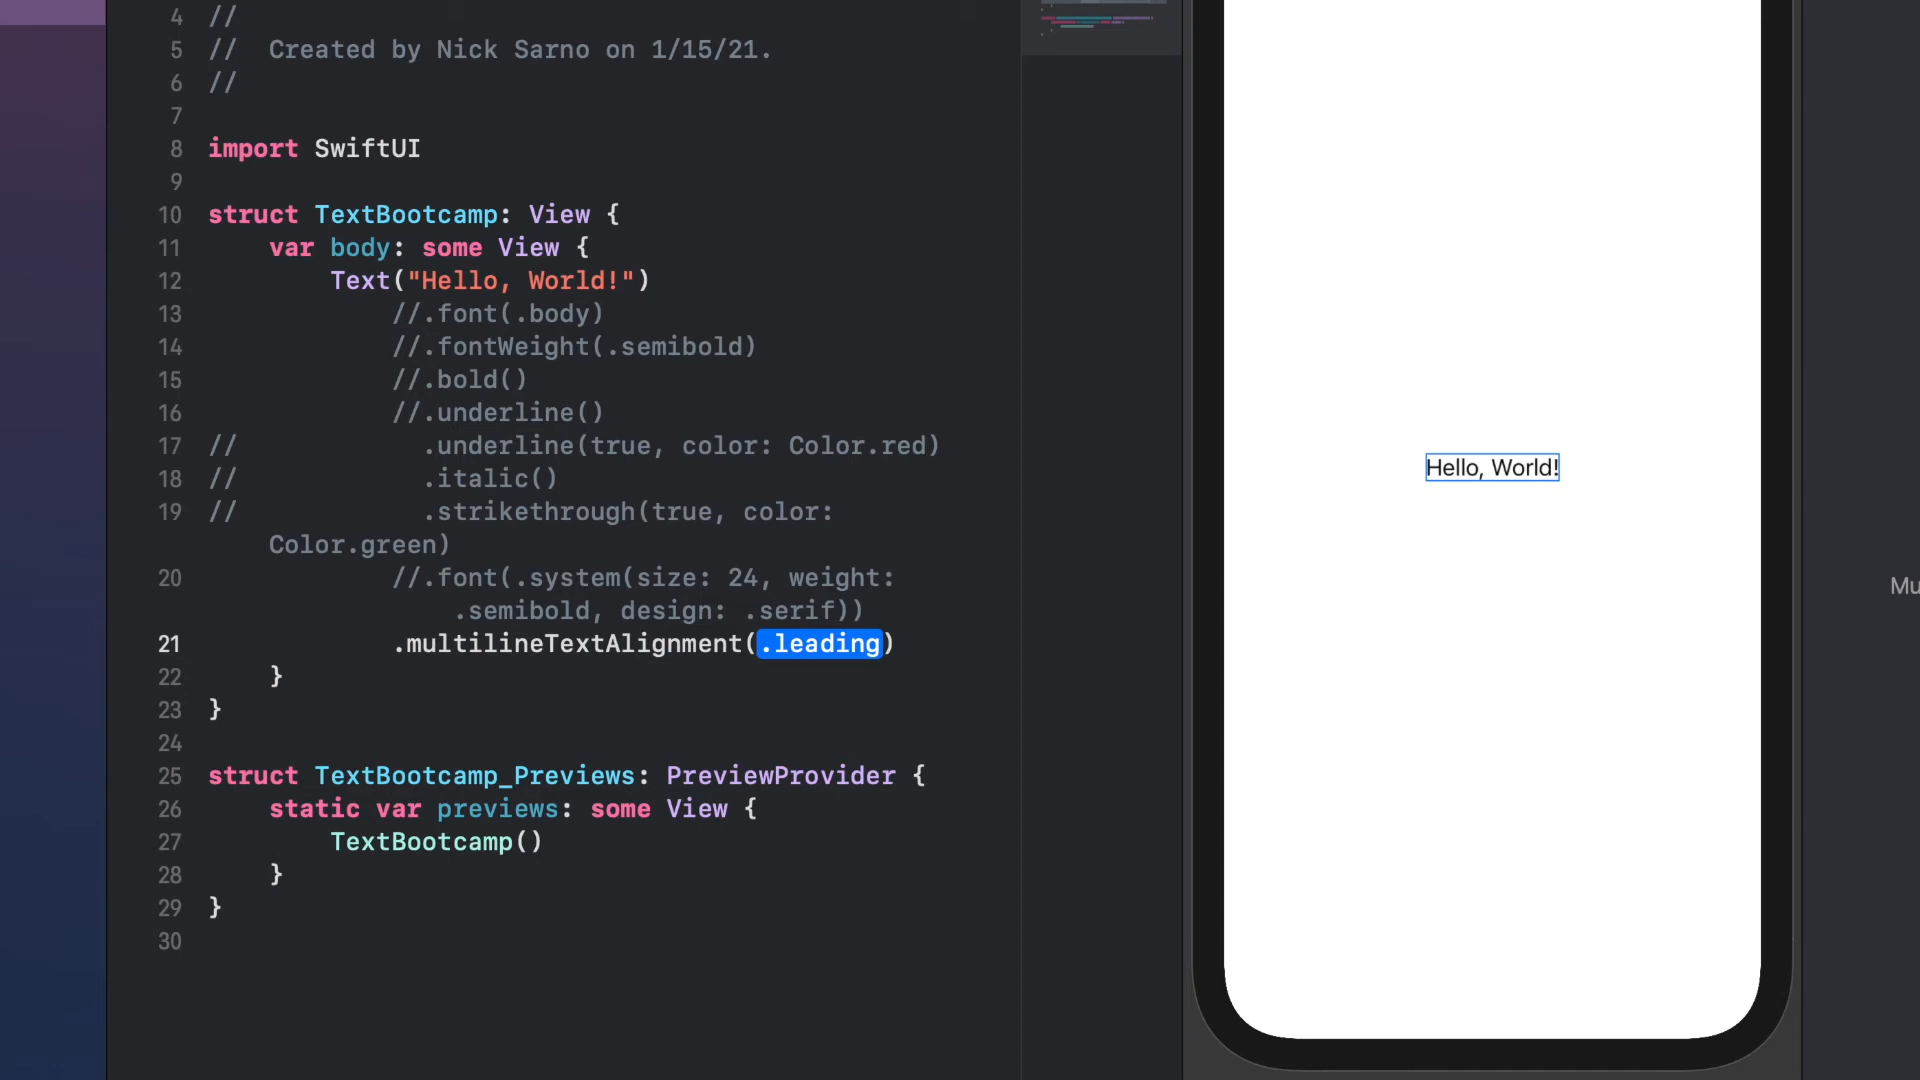 4 //
5 //  Created by Nick Sarno on 1/15/21.
6 //
7
8 import SwiftUI
9
10 struct TextBootcamp: View {
11     var body: some View {
12         Text("Hello, World!")
13             //.font(.body)
14             //.fontWeight(.semibold)
15             //.bold()
16             //.underline()
17 //            .underline(true, color: Color.red)
18 //            .italic()
19 //            .strikethrough(true, color:
Color.green)
20             //.font(.system(size: 24, weight:
.semibold, design: .serif))
21             .multilineTextAlignment(.leading)
22     }
23 }
24
25 struct TextBootcamp_Previews: PreviewProvider {
26     static var previews: some View {
27         TextBootcamp()
28     }
29 }
30
Hello, World!
Mu